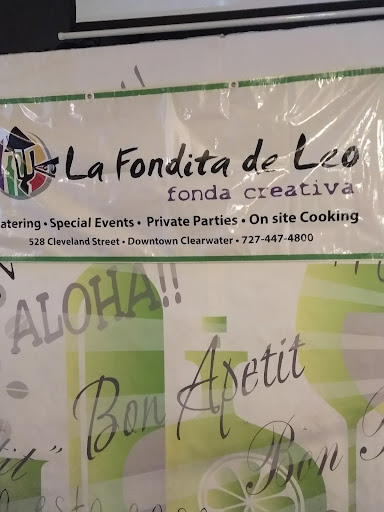 La Fondita de Leo
fonda creativa
atering • Special Events • Private Parties • On site Cooking
528 Cleveland Street • Downtown Clearwater • 727-447-4800
ALOHA!!
Bon Apetit
Bon